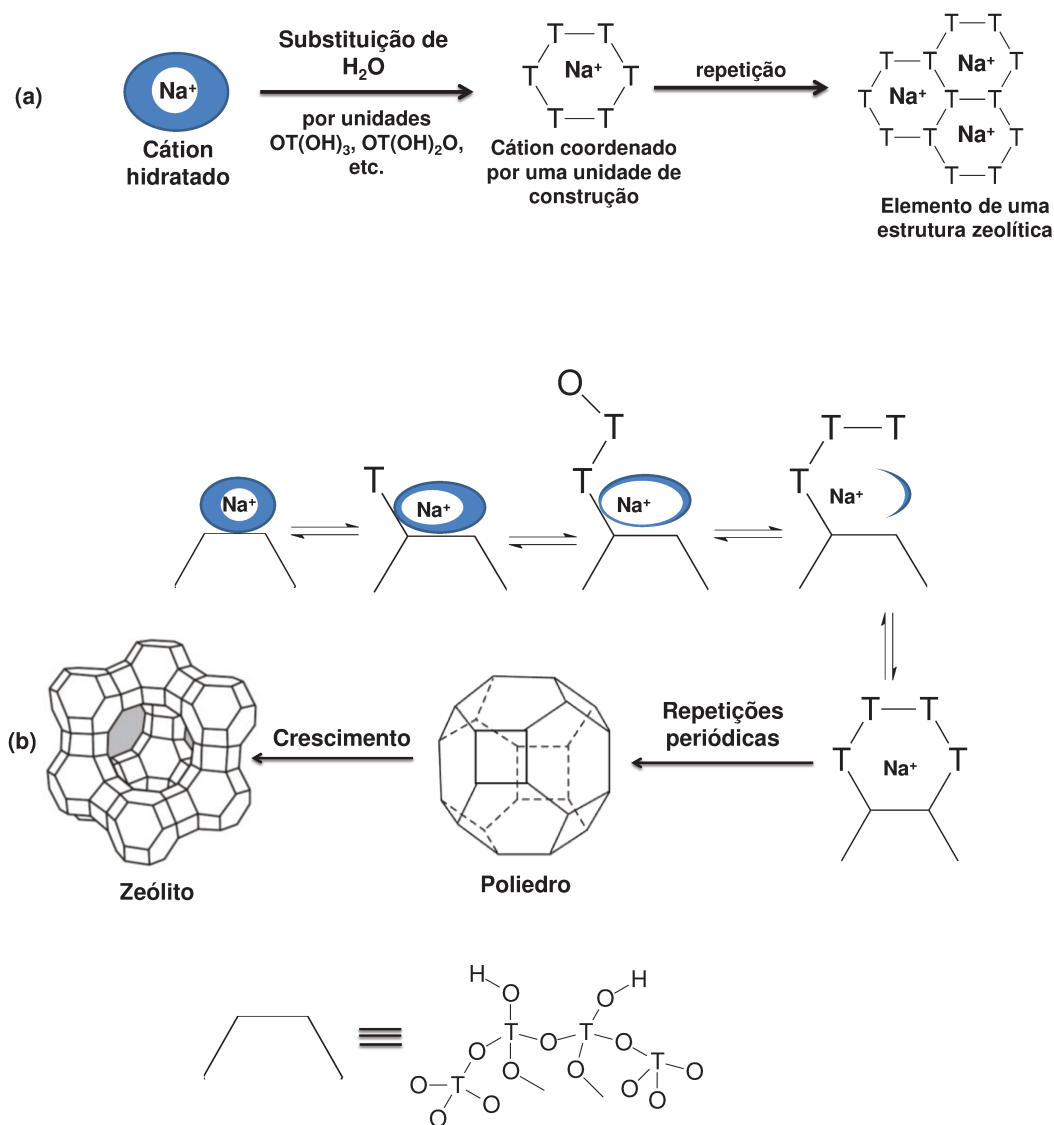 (a)
Na⁺
Cátion
hidratado
Substituição de
H₂O
por unidades
OT(OH)₃, OT(OH)₂O,
etc.
T T
T Na⁺ T
T T
Cátion coordenado
por uma unidade de
construção
repetição
T T
T Na⁺ T
T T
T Na⁺ T T
T Na⁺ T
T T
T T
Elemento de uma
estrutura zeolítica
Na⁺
T
Na⁺
O
T
T
Na⁺
T T
T
Na⁺
(b)
Zeólito
Crescimento
Poliedro
Repetições
periódicas
T T
T T
Na⁺
H O O H
T O T
O O
T O O T
O O O O
O O